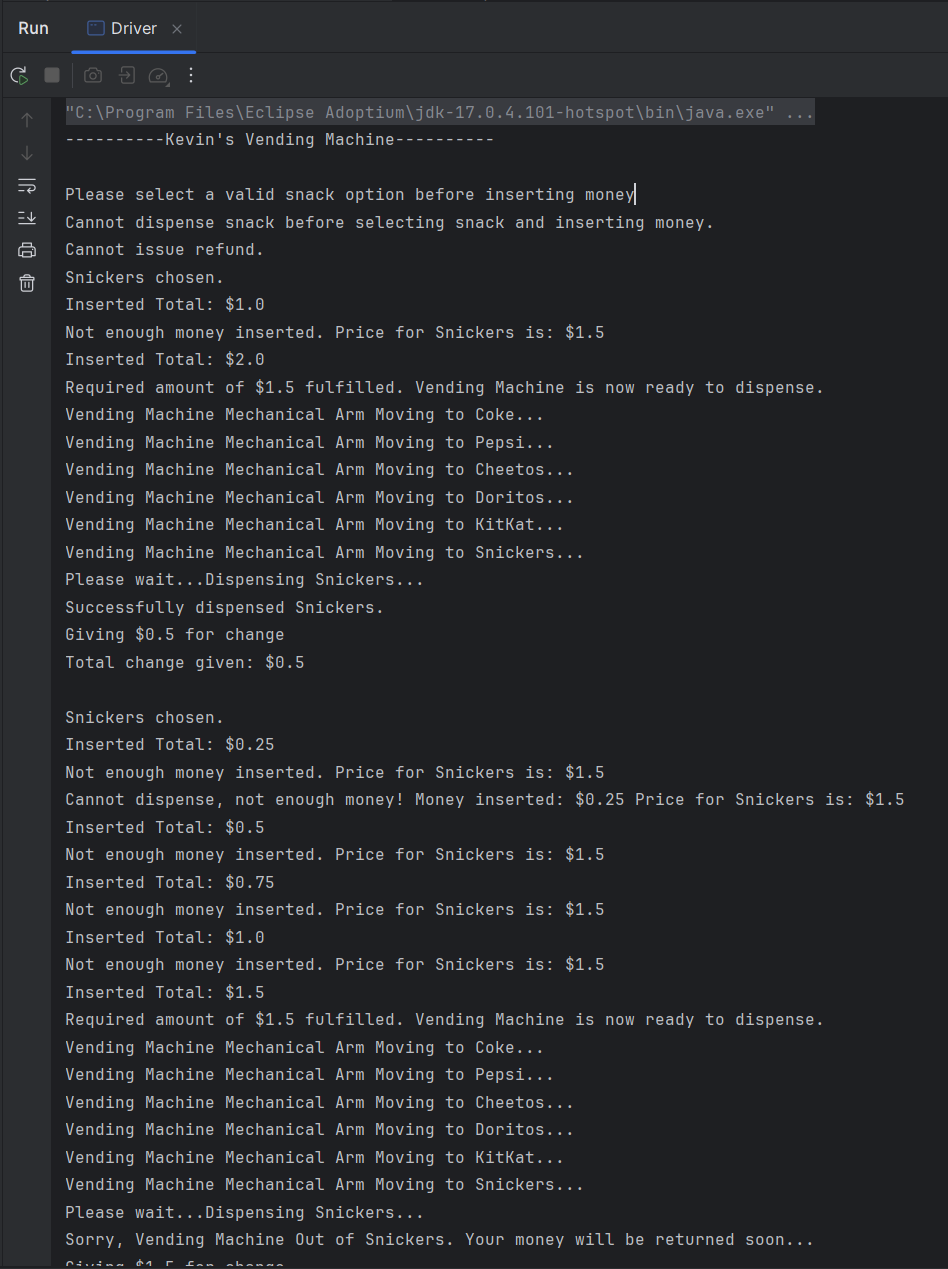 Run
Driver
"C:\Program Files\Eclipse Adoptium\jdk-17.0.4.101-hotspot\bin\java.exe" ...
----------Kevin's Vending Machine----------
Please select a valid snack option before inserting money
Cannot dispense snack before selecting snack and inserting money.
Cannot issue refund.
Snickers chosen.
Inserted Total: $1.0
Not enough money inserted. Price for Snickers is: $1.5
Inserted Total: $2.0
Required amount of $1.5 fulfilled. Vending Machine is now ready to dispense.
Vending Machine Mechanical Arm Moving to Coke...
Vending Machine Mechanical Arm Moving to Pepsi...
Vending Machine Mechanical Arm Moving to Cheetos...
Vending Machine Mechanical Arm Moving to Doritos...
Vending Machine Mechanical Arm Moving to KitKat...
Vending Machine Mechanical Arm Moving to Snickers...
Please wait...Dispensing Snickers...
Successfully dispensed Snickers.
Giving $0.5 for change
Total change given: $0.5
Snickers chosen.
Inserted Total: $0.25
Not enough money inserted. Price for Snickers is: $1.5
Cannot dispense, not enough money! Money inserted: $0.25 Price for Snickers is: $1.5
Inserted Total: $0.5
Not enough money inserted. Price for Snickers is: $1.5
Inserted Total: $0.75
Not enough money inserted. Price for Snickers is: $1.5
Inserted Total: $1.0
Not enough money inserted. Price for Snickers is: $1.5
Inserted Total: $1.5
Required amount of $1.5 fulfilled. Vending Machine is now ready to dispense.
Vending Machine Mechanical Arm Moving to Coke...
Vending Machine Mechanical Arm Moving to Pepsi...
Vending Machine Mechanical Arm Moving to Cheetos...
Vending Machine Mechanical Arm Moving to Doritos...
Vending Machine Mechanical Arm Moving to KitKat...
Vending Machine Mechanical Arm Moving to Snickers...
Please wait...Dispensing Snickers...
Sorry, Vending Machine Out of Snickers. Your money will be returned soon...
Giving $1.5 for change